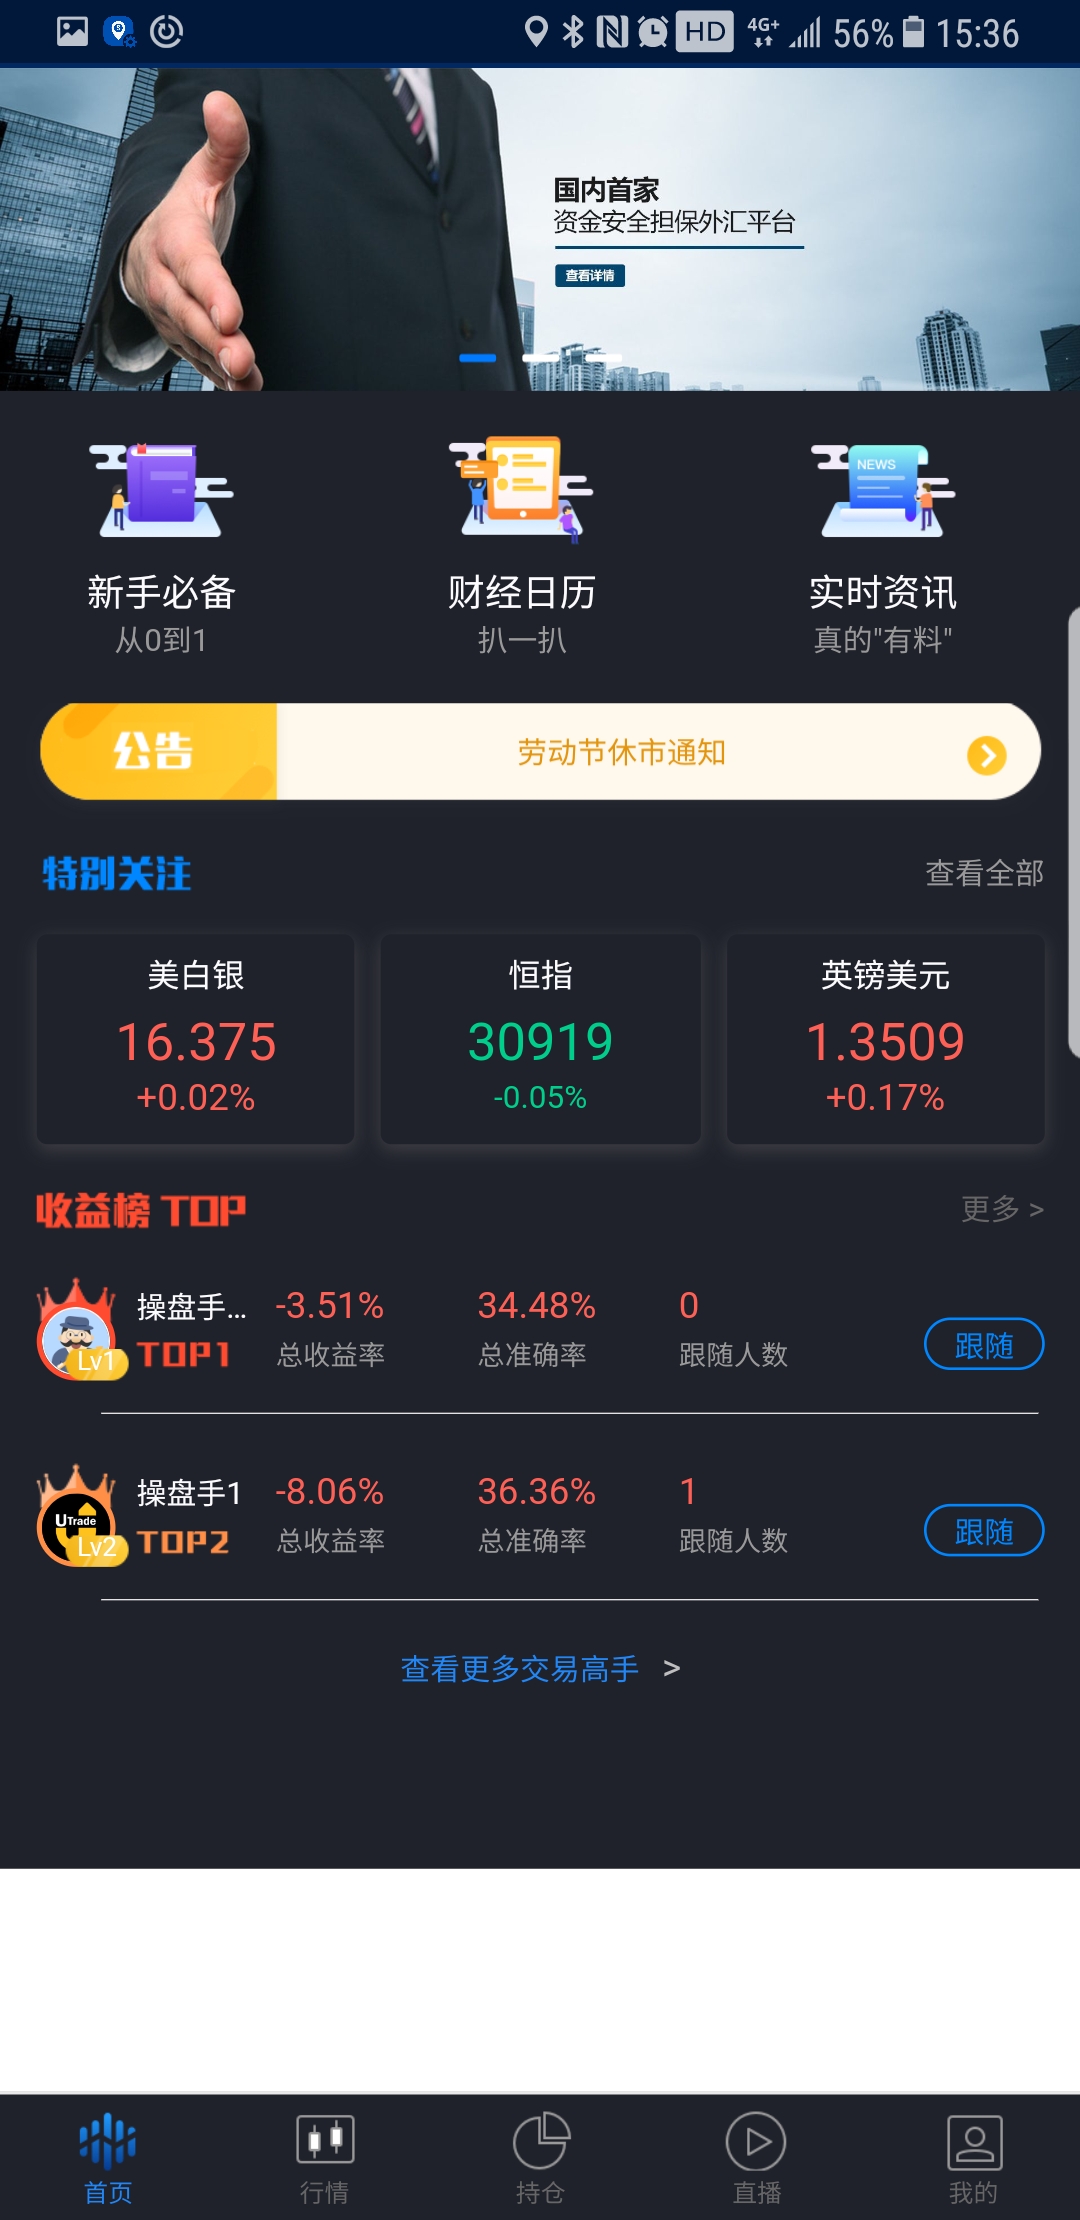 HD 4G+ 56% 15:36
国内首家
资金安全担保外汇平台
查看详情
NEWS
新手必备 财经日历 实时资讯
从0到1 扒一扒 真的"有料"
公告 劳动节休市通知
特别关注 查看全部
美白银 恒指 英镑美元
16.375 30919 1.3509
+0.02% -0.05% +0.17%
收益榜 TOP 更多 >
操盘手... -3.51% 34.48% 0
Lv1 TOP1 总收益率 总准确率 跟随人数 跟随
操盘手1 -8.06% 36.36% 1
UTrade
Lv2 TOP2 总收益率 总准确率 跟随人数 跟随
查看更多交易高手 >
首页 行情 持仓 直播 我的